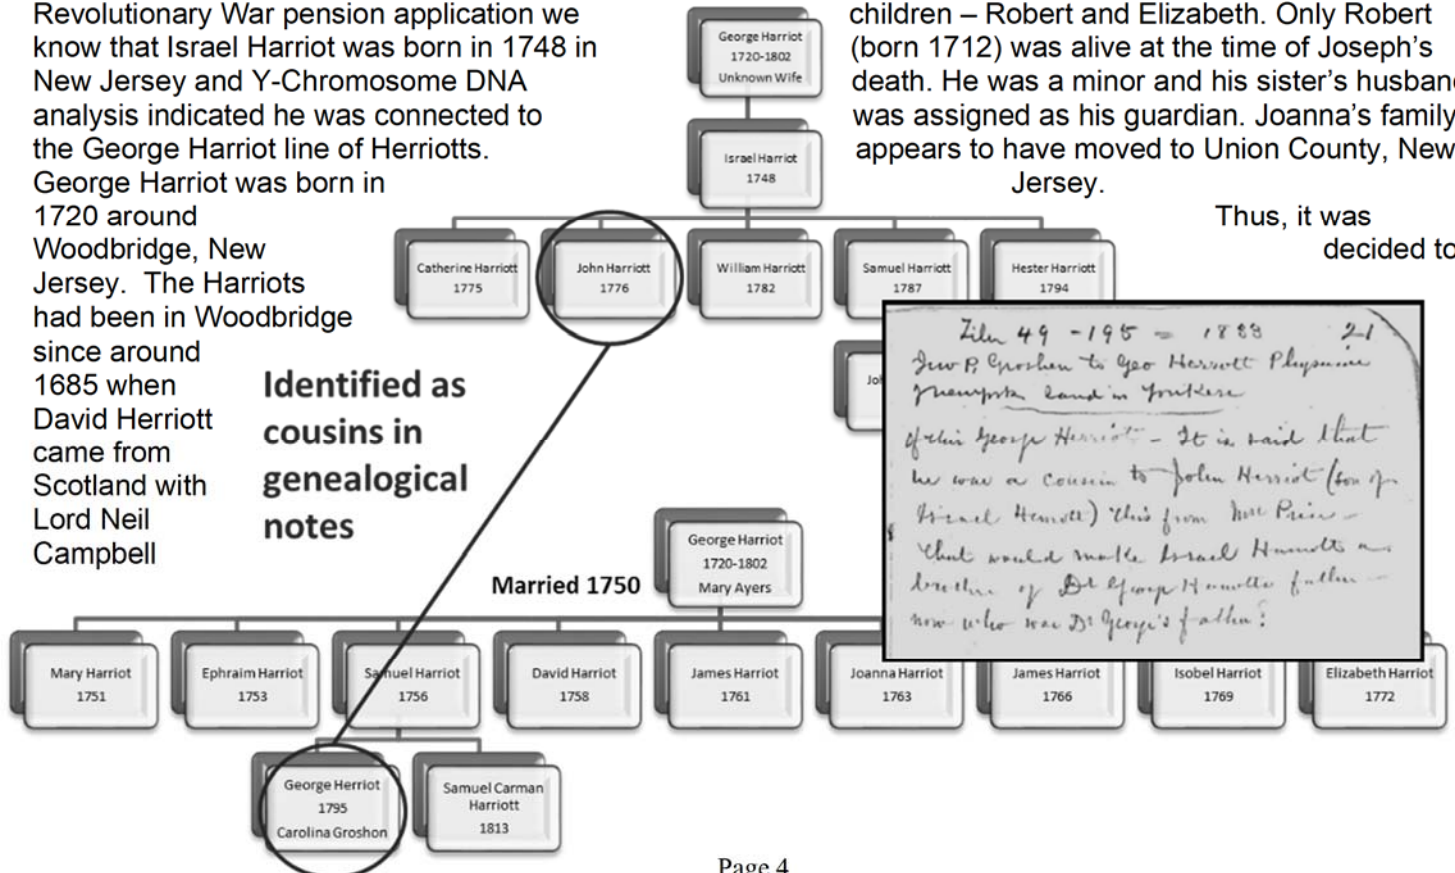 Revolutionary War pension application we
know that Israel Harriot was born in 1748 in
New Jersey and Y-Chromosome DNA
analysis indicated he was connected to
the George Harriot line of Herriotts.
George Harriot was born in
1720 around
Woodbridge, New
Jersey. The Harriots
had been in Woodbridge
since around
1685 when
David Herriott
came from
Scotland with
Lord Neil
Campbell
George Harriot
1720-1802
Unknown Wife
Israel Harriot
1748
children – Robert and Elizabeth. Only Robert
(born 1712) was alive at the time of Joseph's
death. He was a minor and his sister's husban
was assigned as his guardian. Joanna's family
appears to have moved to Union County, New
Jersey.
Thus, it was
decided to
Catherine Harriott
1775
John Harriott
1776
William Harriott
1782
Samuel Harriott
1787
Hester Harriott
1794
Identified as
cousins in
genealogical
notes
49 - 195 = 1833 21
P. Groshen to Geo Harriott
land in Yonkers
of this George Herriot - It is said that
he was a cousin to John Herriot (son of
Israel Herriott) this from Mrs
that would make Israel Harriott a
brother of Dr George Harriotts father
now who was Dr George's father?
Married 1750
George Harriot
1720-1802
Mary Ayers
Mary Harriot
1751
Ephraim Harriot
1753
Samuel Harriot
1756
David Harriot
1758
James Harriot
1761
Joanna Harriot
1763
James Harriot
1766
Isobel Harriot
1769
Elizabeth Harriot
1772
George Herriot
1795
Carolina Groshon
Samuel Carman
Harriott
1813
Page 4